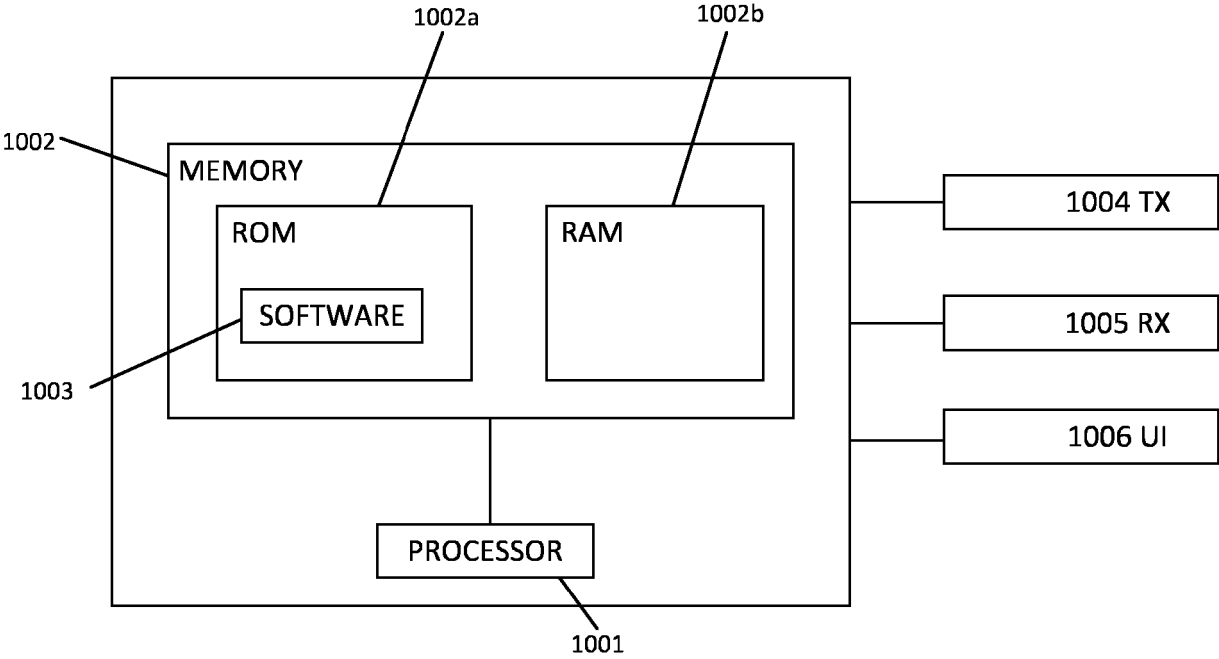 1002a
1002b
1002
MEMORY
ROM
RAM
1004 TX
SOFTWARE
1005 RX
1003
1006 UI
PROCESSOR
1001